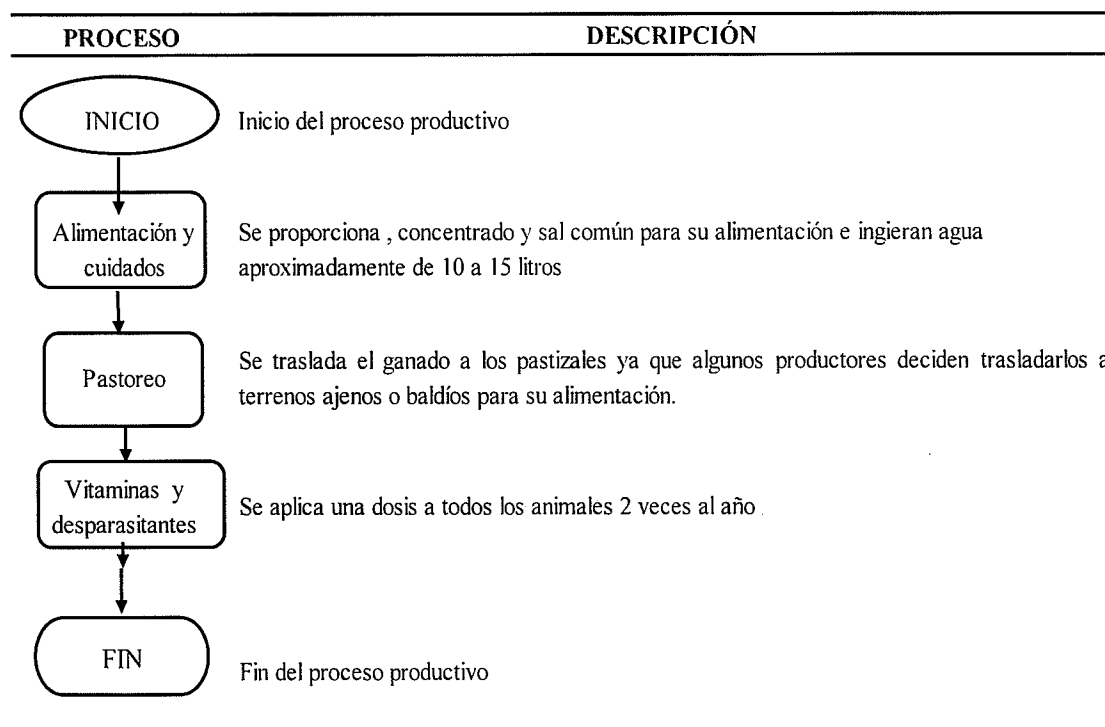 PROCESO DESCRIPCIÓN
INICIO Inicio del proceso productivo
Alimentación y
cuidados
Se proporciona , concentrado y sal común para su alimentación e ingieran agua
aproximadamente de 10 a 15 litros
Pastoreo
Se traslada el ganado a los pastizales ya que algunos productores deciden trasladarlos a
terrenos ajenos o baldíos para su alimentación.
Vitaminas y
desparasitantes
Se aplica una dosis a todos los animales 2 veces al año
FIN
Fin del proceso productivo